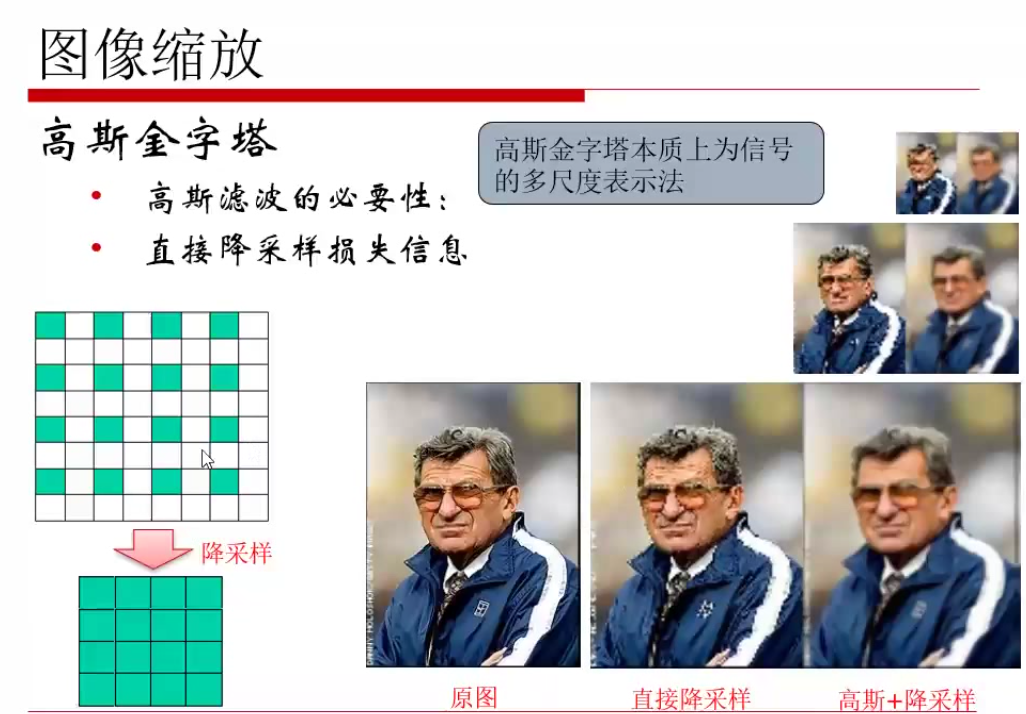 图像缩放
高斯金字塔
高斯金字塔本质上为信号
的多尺度表示法
• 高斯滤波的必要性：
• 直接降采样损失信息
降采样
原图
直接降采样
高斯+降采样